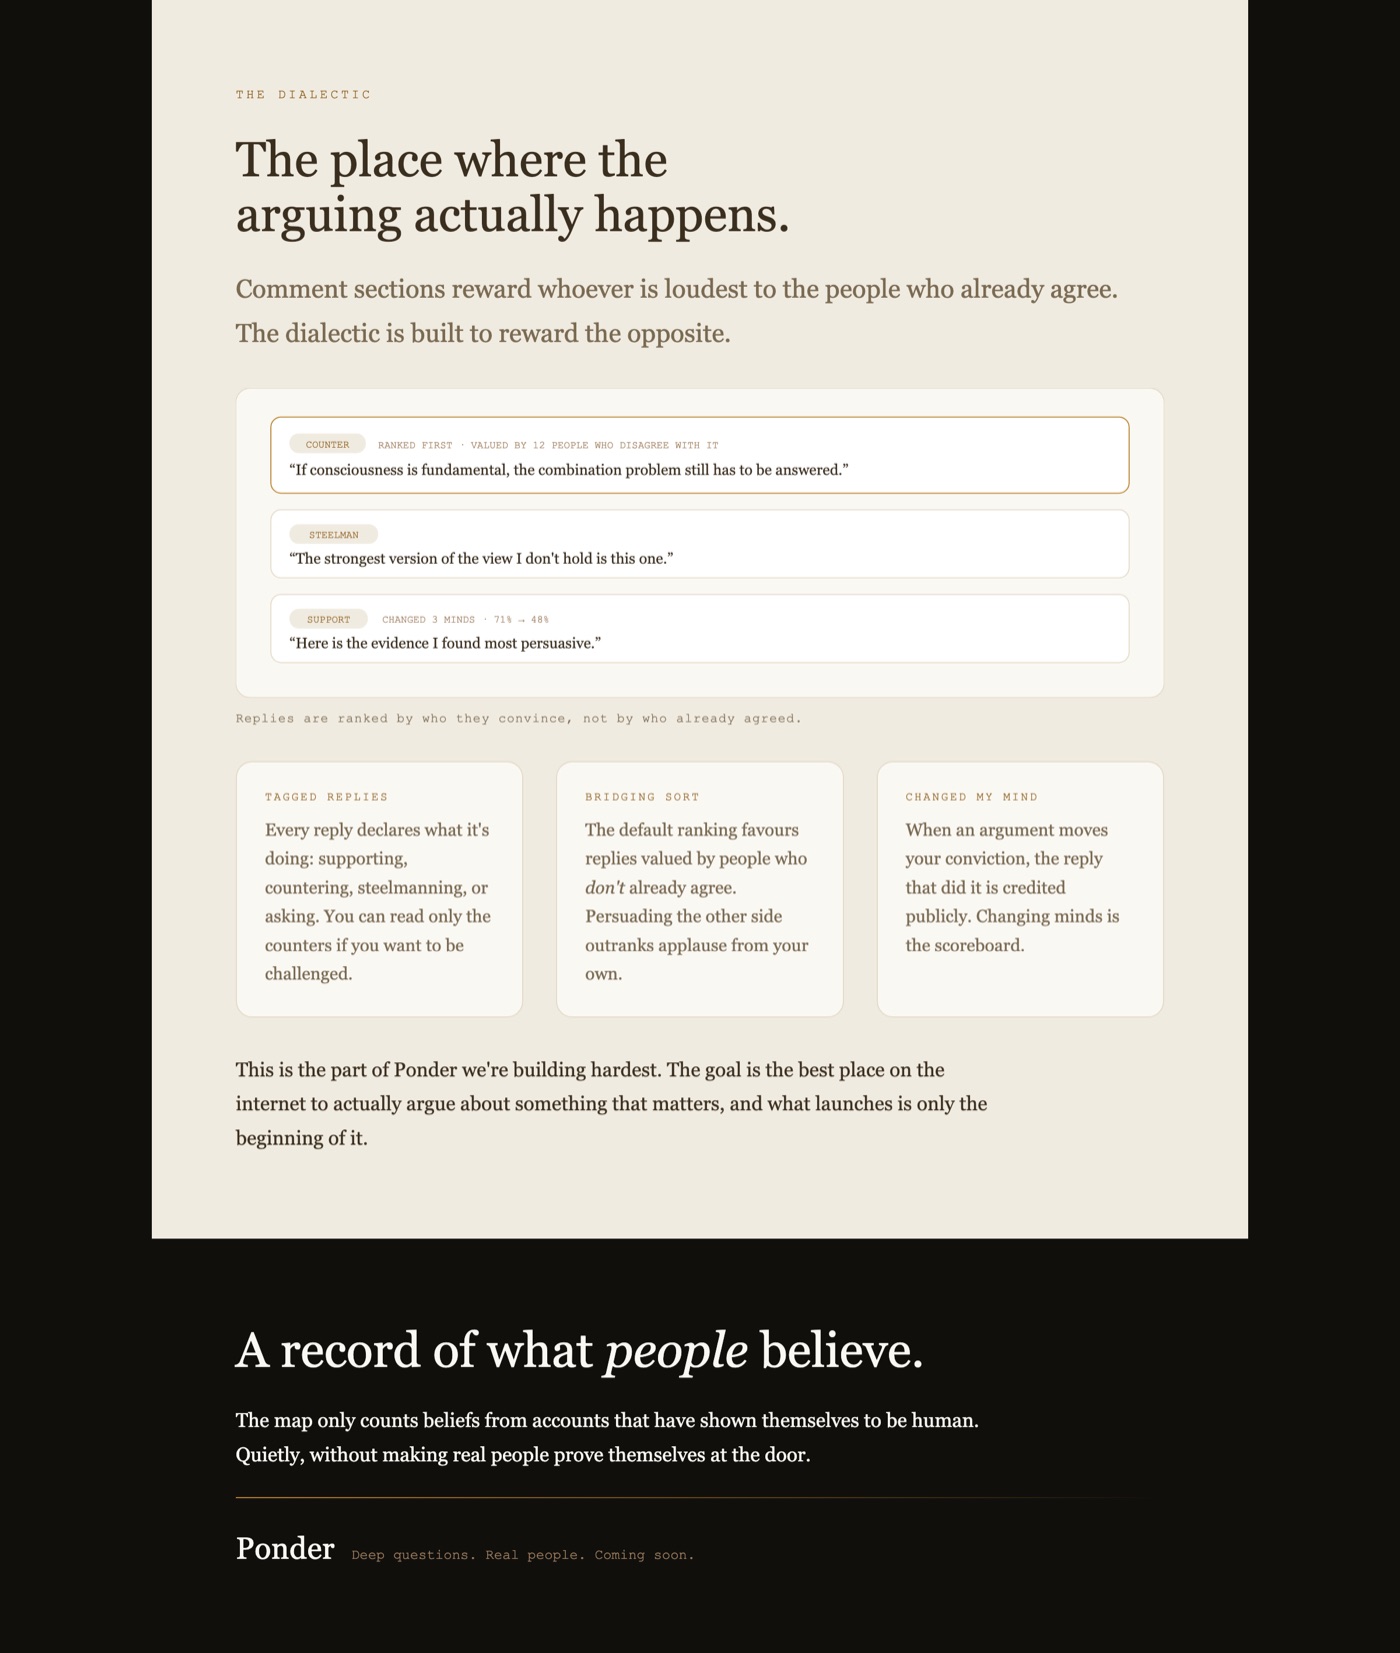 THE DIALECTIC
The place where the
arguing actually happens.
Comment sections reward whoever is loudest to the people who already agree.
The dialectic is built to reward the opposite.
COUNTER RANKED FIRST · VALUED BY 12 PEOPLE WHO DISAGREE WITH IT
“If consciousness is fundamental, the combination problem still has to be answered.”
STEELMAN
“The strongest version of the view I don't hold is this one.”
SUPPORT CHANGED 3 MINDS · 71% → 48%
“Here is the evidence I found most persuasive.”
Replies are ranked by who they convince, not by who already agreed.
TAGGED REPLIES
Every reply declares what it's
doing: supporting,
countering, steelmanning, or
asking. You can read only the
counters if you want to be
challenged.
BRIDGING SORT
The default ranking favours
replies valued by people who
don't already agree.
Persuading the other side
outranks applause from your
own.
CHANGED MY MIND
When an argument moves
your conviction, the reply
that did it is credited
publicly. Changing minds is
the scoreboard.
This is the part of Ponder we're building hardest. The goal is the best place on the
internet to actually argue about something that matters, and what launches is only the
beginning of it.
A record of what people believe.
The map only counts beliefs from accounts that have shown themselves to be human.
Quietly, without making real people prove themselves at the door.
Ponder Deep questions. Real people. Coming soon.